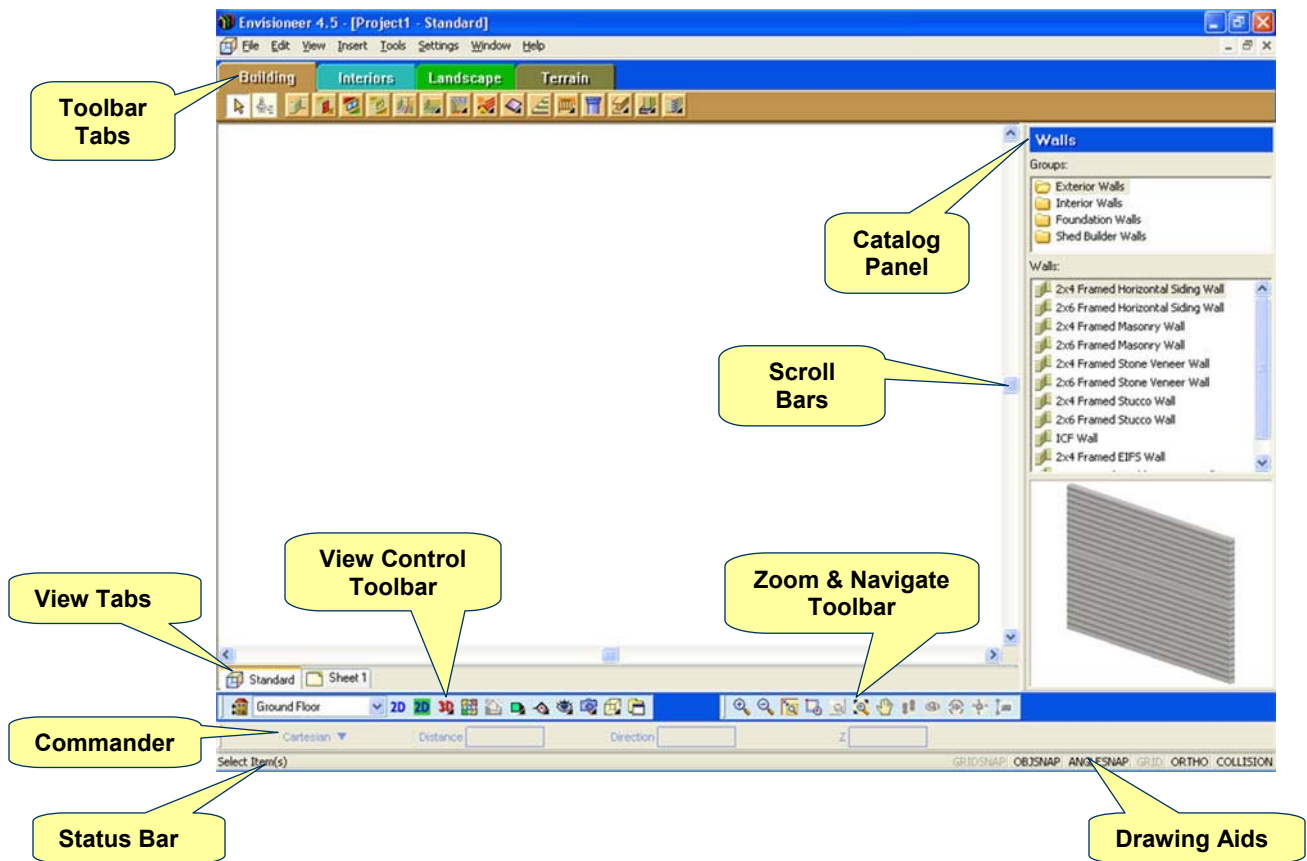 Envisioneer 4.5 - [Project1 - Standard]
File Edit View Insert Tools Settings Window Help
Building Interiors Landscape Terrain
Toolbar
Tabs
Walls
Groups:
Exterior Walls
Interior Walls
Foundation Walls
Shed Builder Walls
Catalog
Panel
Walls:
2x4 Framed Horizontal Siding Wall
2x6 Framed Horizontal Siding Wall
2x4 Framed Masonry Wall
2x6 Framed Masonry Wall
2x4 Framed Stone Veneer Wall
2x6 Framed Stone Veneer Wall
2x4 Framed Stucco Wall
2x6 Framed Stucco Wall
ICF Wall
2x4 Framed EIFS Wall
Scroll
Bars
View Control
Toolbar
Zoom & Navigate
Toolbar
View Tabs
Standard Sheet 1
Ground Floor 2D 2D 3D
Commander
Cartesian Distance Direction Z
Select Item(s)
GRIDSNAP OBJSNAP ANGLESNAP GRID ORTHO COLLISION
Status Bar
Drawing Aids